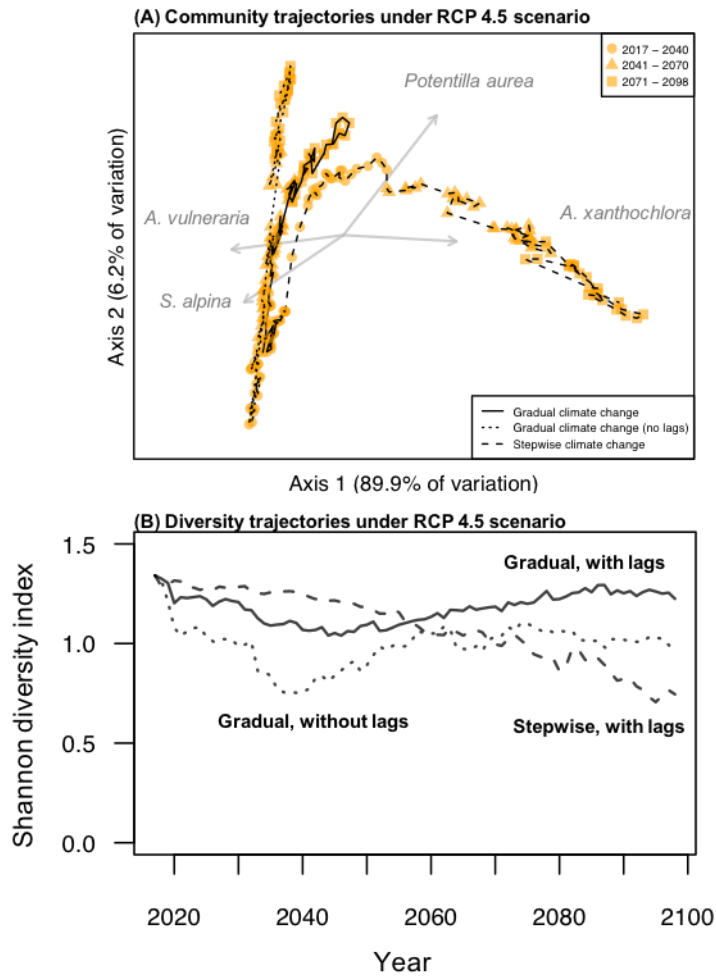 (A) Community trajectories under RCP 4.5 scenario
2017 – 2040
2041 – 2070
2071 – 2098
Potentilla aurea
A. vulneraria
A. xanthochlora
S. alpina
Axis 2 (6.2% of variation)
Gradual climate change
Gradual climate change (no lags)
Stepwise climate change
Axis 1 (89.9% of variation)
(B) Diversity trajectories under RCP 4.5 scenario
1.5
Gradual, with lags
1.0
Shannon diversity index
Gradual, without lags
Stepwise, with lags
0.5
0.0
2020 2040 2060 2080 2100
Year